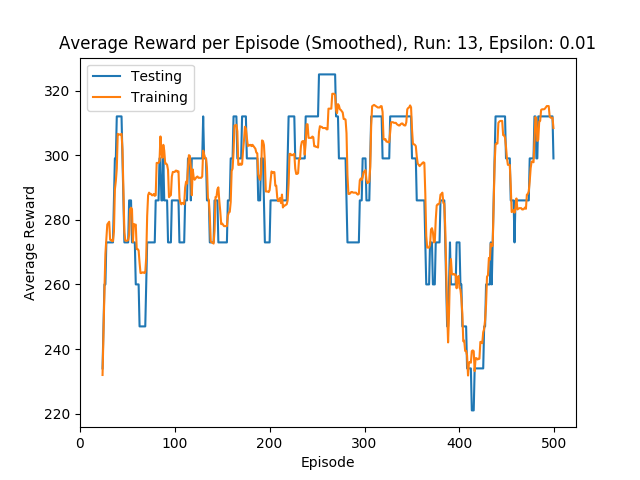 Average Reward per Episode (Smoothed), Run: 13, Epsilon: 0.01
Testing
Training
Average Reward
320
300
280
260
240
220
0 100 200 300 400 500
Episode